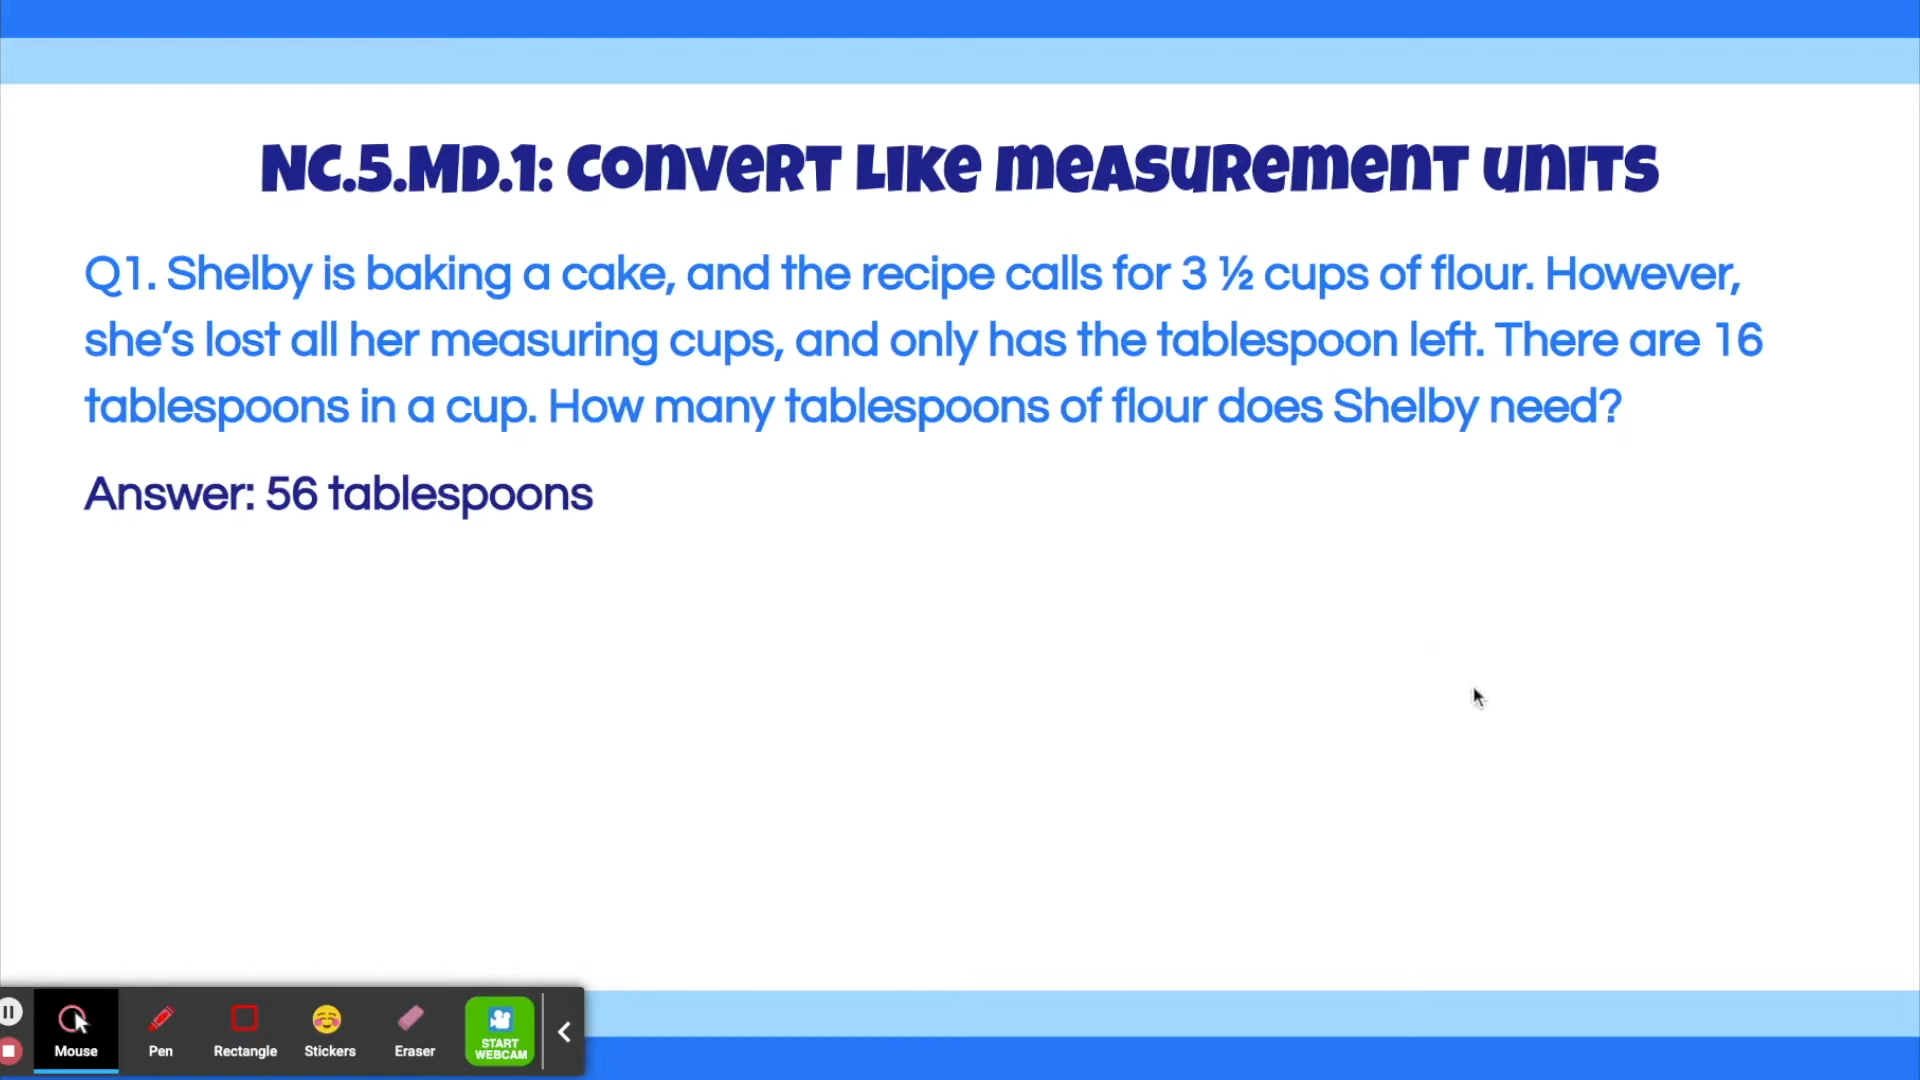 NC.5.MD.1: Convert like measurement units
Q1. Shelby is baking a cake, and the recipe calls for 3 ½ cups of flour. However,
she’s lost all her measuring cups, and only has the tablespoon left. There are 16
tablespoons in a cup. How many tablespoons of flour does Shelby need?
Answer: 56 tablespoons
Mouse Pen Rectangle Stickers Eraser START
WEBCAM